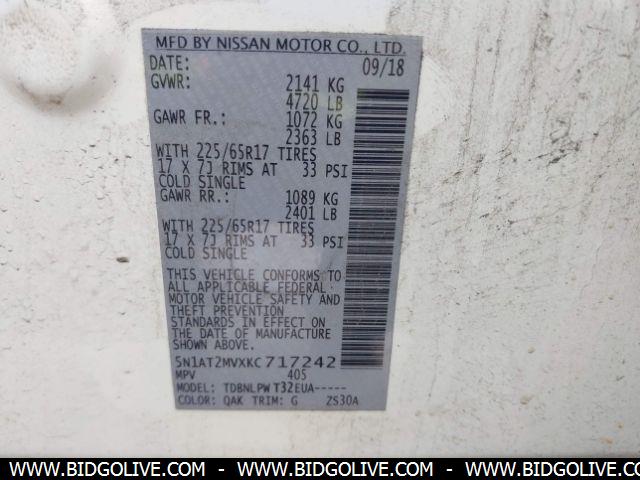 MFD BY NISSAN MOTOR CO., LTD.
DATE: 09/18
GVWR: 2141 KG
4720 LB
GAWR FR.: 1072 KG
2363 LB
WITH 225/65R17 TIRES
17 X 7J RIMS AT 33 PSI
COLD SINGLE
GAWR RR.: 1089 KG
2401 LB
WITH 225/65R17 TIRES
17 X 7J RIMS AT 33 PSI
COLD SINGLE
THIS VEHICLE CONFORMS TO
ALL APPLICABLE FEDERAL
MOTOR VEHICLE SAFETY AND
THEFT PREVENTION
STANDARDS IN EFFECT ON
THE DATE OF MANUFACTURE
5N1AT2MVXKC717242
MPV 405
MODEL: TDBNLPW T32EUA-----
COLOR: QAK TRIM: G ZS30A
WWW.BIDGOLIVE.COM - WWW.BIDGOLIVE.COM - WWW.BIDGOLIVE.COM